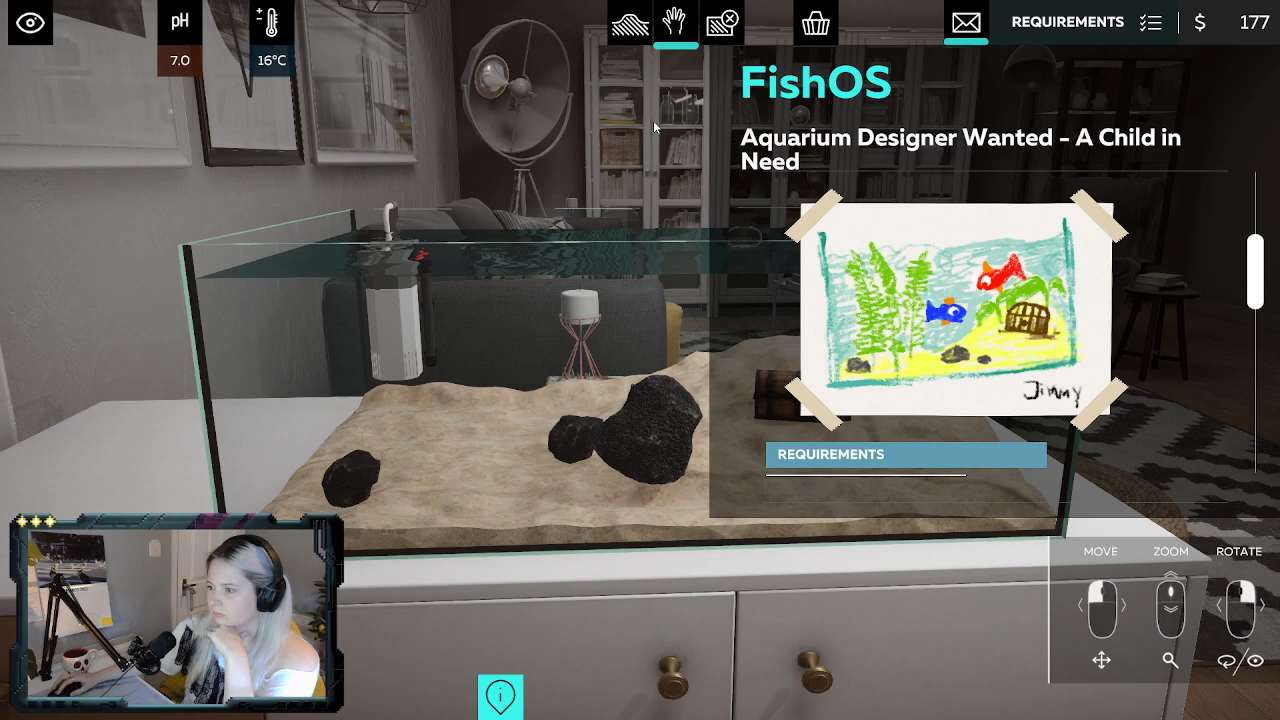 pH
REQUIREMENTS
$ 177
7.0
16°C
FishOS
Aquarium Designer Wanted - A Child in
Need
Jimmy
REQUIREMENTS
MOVE ZOOM ROTATE